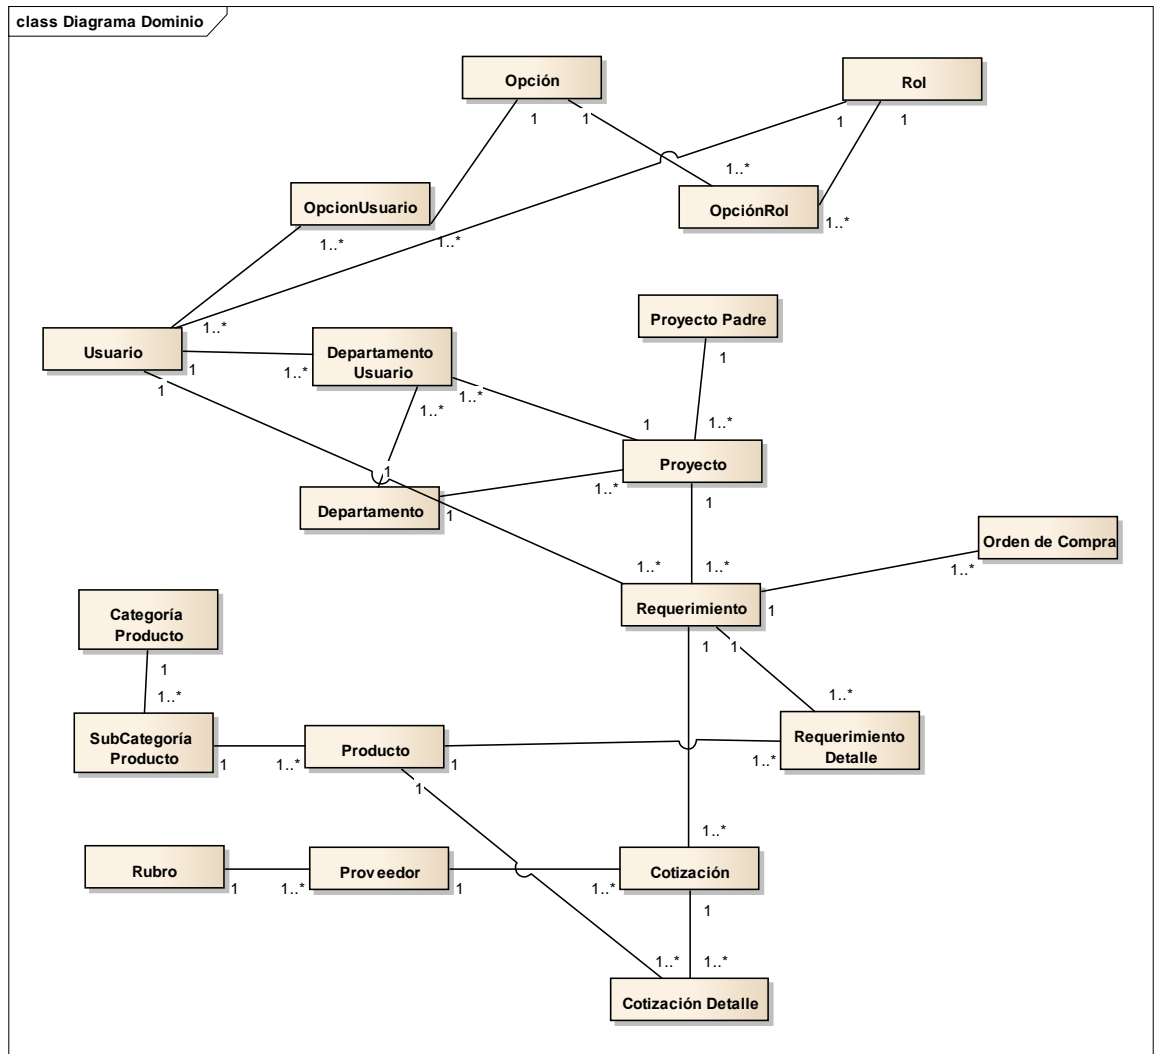 class Diagrama Dominio
Opción
Rol
1
1
1
1
1..*
OpcionUsuario
OpciónRol
1..*
1..*
1..*
Proyecto Padre
1..*
Usuario
Departamento
Usuario
1
1
1..*
1..*
1
1..*
1
1..*
Proyecto
1
1..*
Departamento
1
1
Orden de Compra
1..*
1..*
1..*
Categoría
Producto
Requerimiento
1
1
1
1
1..*
1..*
SubCategoría
Producto
Producto
Requerimiento
Detalle
1
1..*
1
1..*
1
1..*
Rubro
Proveedor
Cotización
1
1..*
1
1..*
1
1..*
1..*
Cotización Detalle